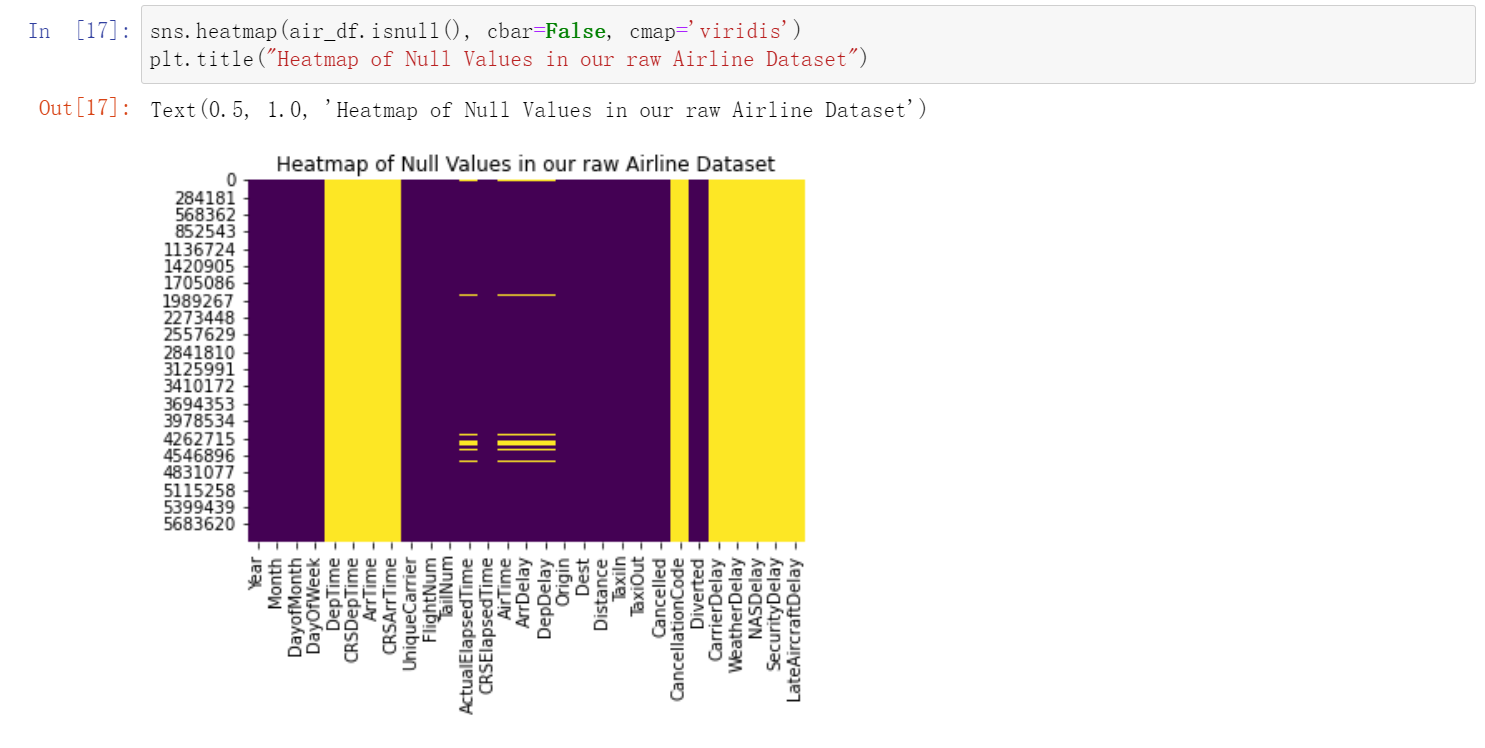 In [17]: sns.heatmap(air_df.isnull(), cbar=False, cmap='viridis')
plt.title("Heatmap of Null Values in our raw Airline Dataset")
Out[17]: Text(0.5, 1.0, 'Heatmap of Null Values in our raw Airline Dataset')
Heatmap of Null Values in our raw Airline Dataset
0
284181
568362
852543
1136724
1420905
1705086
1989267
2273448
2557629
2841810
3125991
3410172
3694353
3978534
4262715
4546896
4831077
5115258
5399439
5683620
Year
Month
DayofMonth
DayOfWeek
DepTime
CRSDepTime
ArrTime
CRSArrTime
UniqueCarrier
FlightNum
TailNum
ActualElapsedTime
CRSElapsedTime
AirTime
ArrDelay
DepDelay
Origin
Dest
Distance
TaxiIn
TaxiOut
Cancelled
CancellationCode
Diverted
CarrierDelay
WeatherDelay
NASDelay
SecurityDelay
LateAircraftDelay